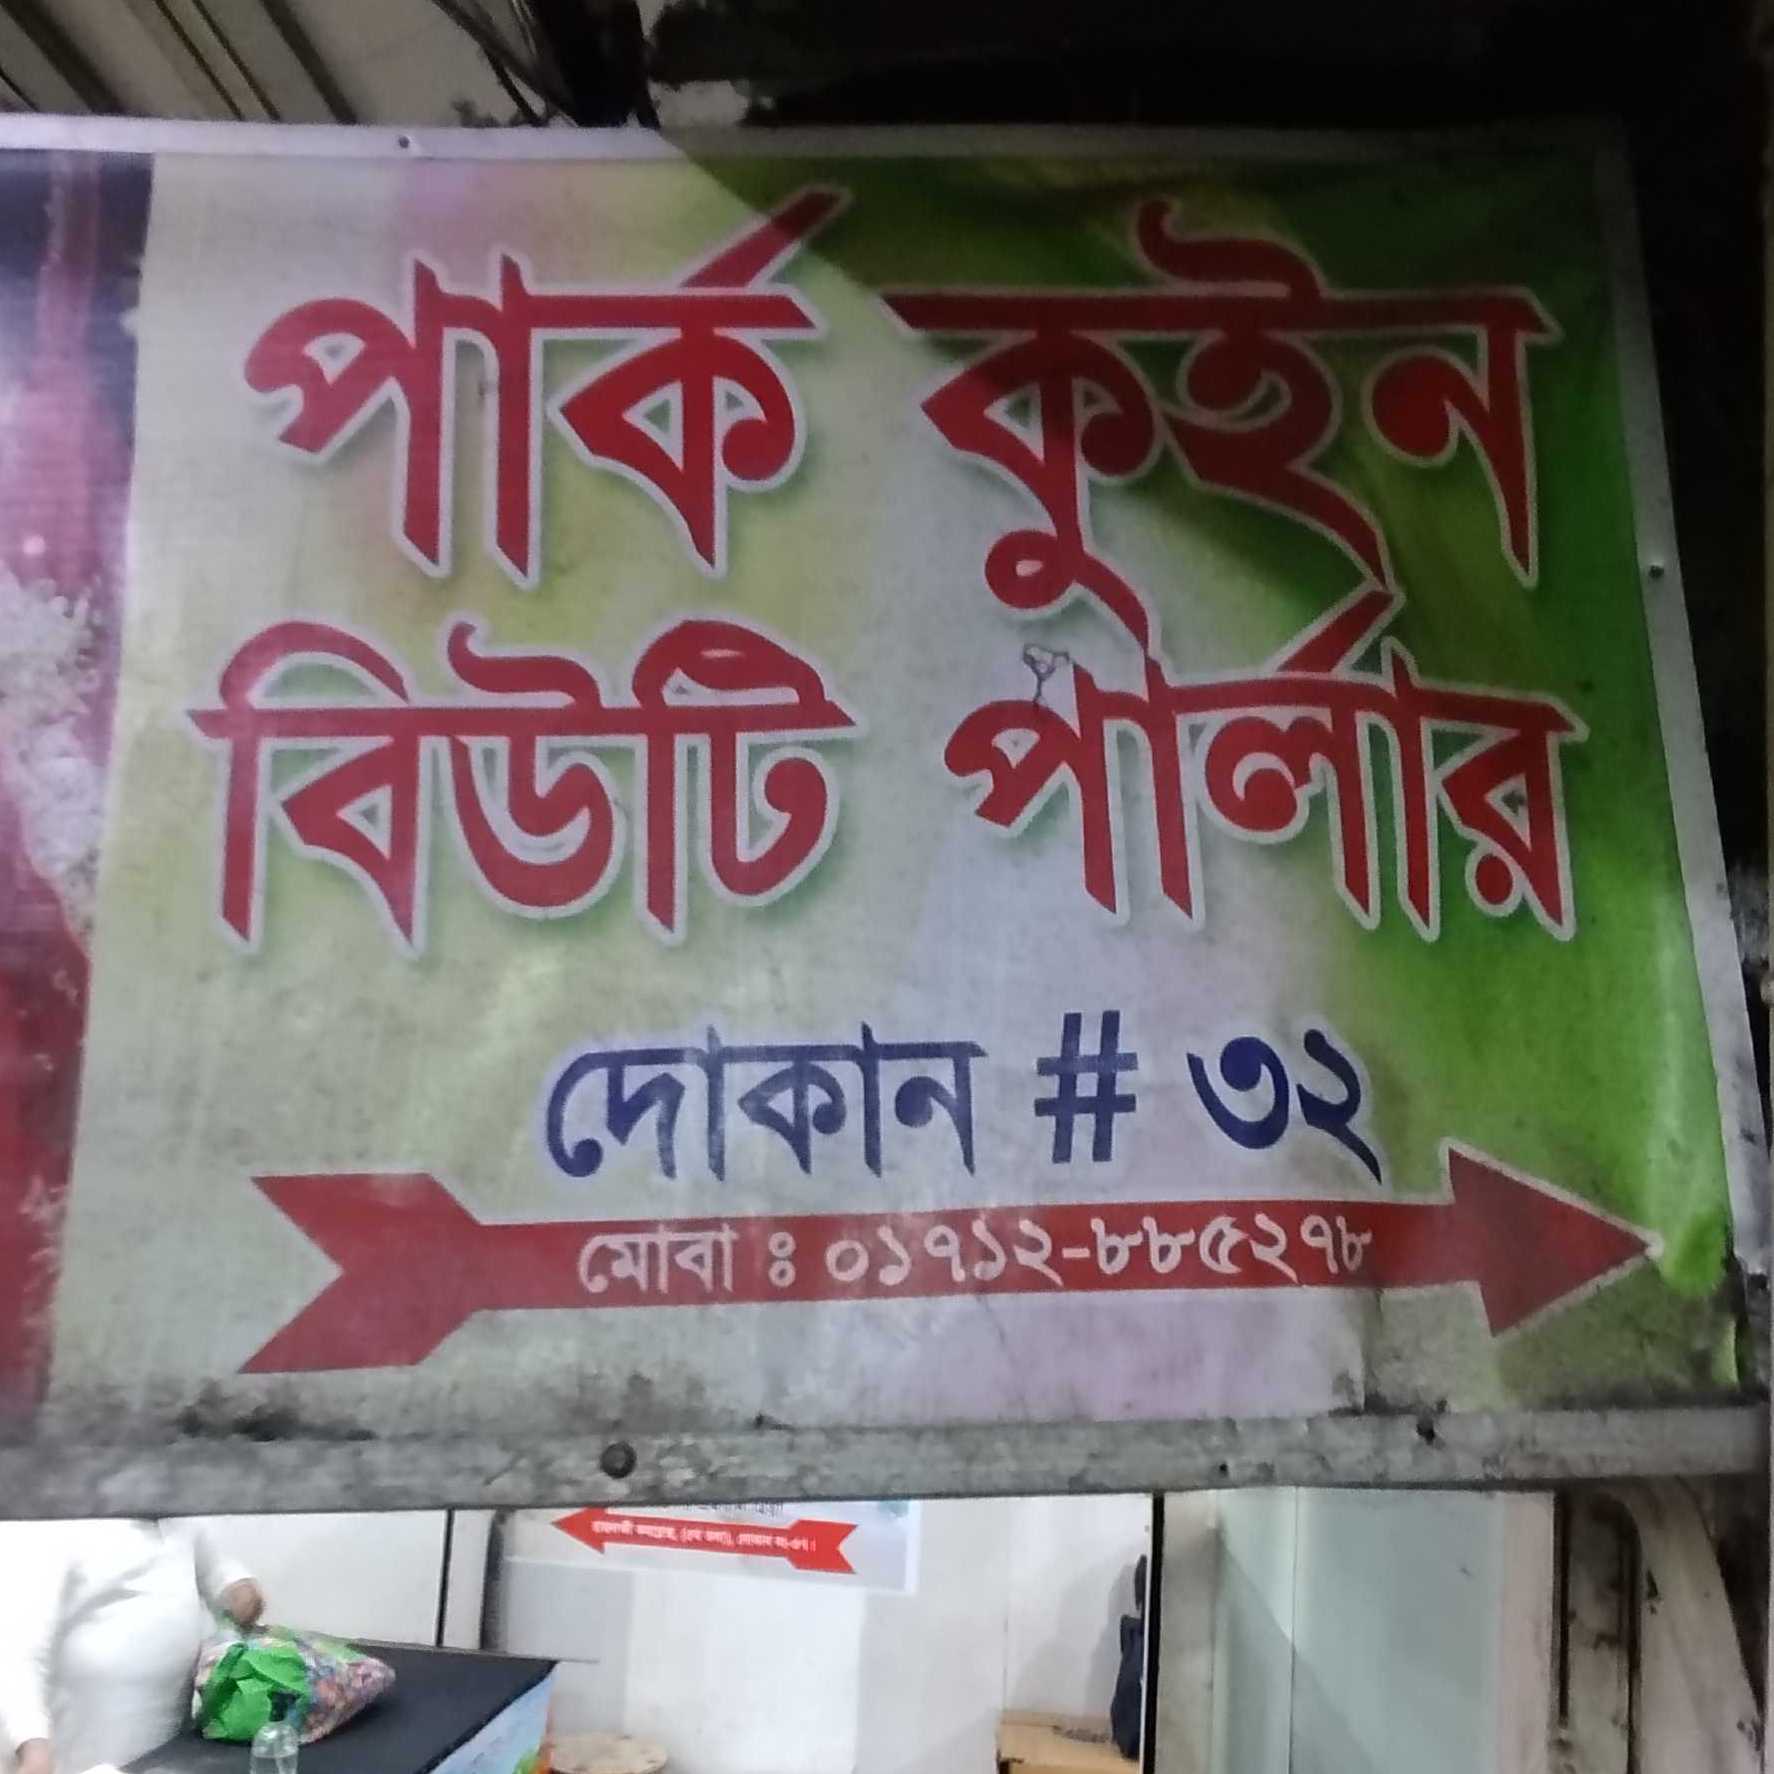 পার্ক কুইন
বিউটি পার্লার
দোকান # ৩২
মোবা ঃ ০১৭১২-৮৮৫২৭৮